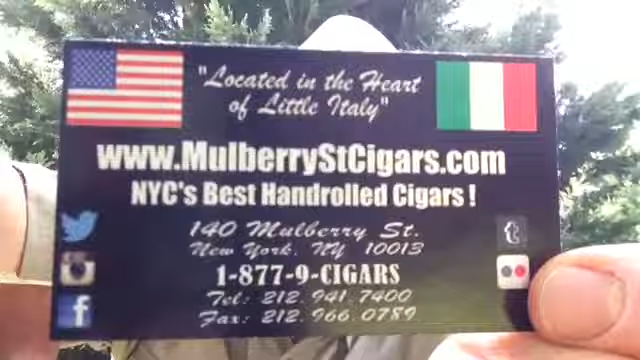 "Located in the Heart
of Little Italy"
www.MulberryStCigars.com
NYC's Best Handrolled Cigars !
140 Mulberry St.
New York, NY 10013
1-877-9-CIGARS
Tel: 212.941.7400
Fax: 212.966.0789